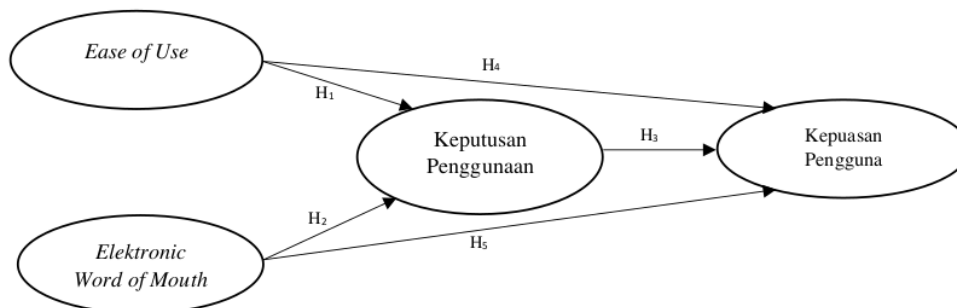 Ease of Use
H₄
H₁
Keputusan
Penggunaan
H₃
Kepuasan
Pengguna
H₂
H₅
Elektronic
Word of Mouth